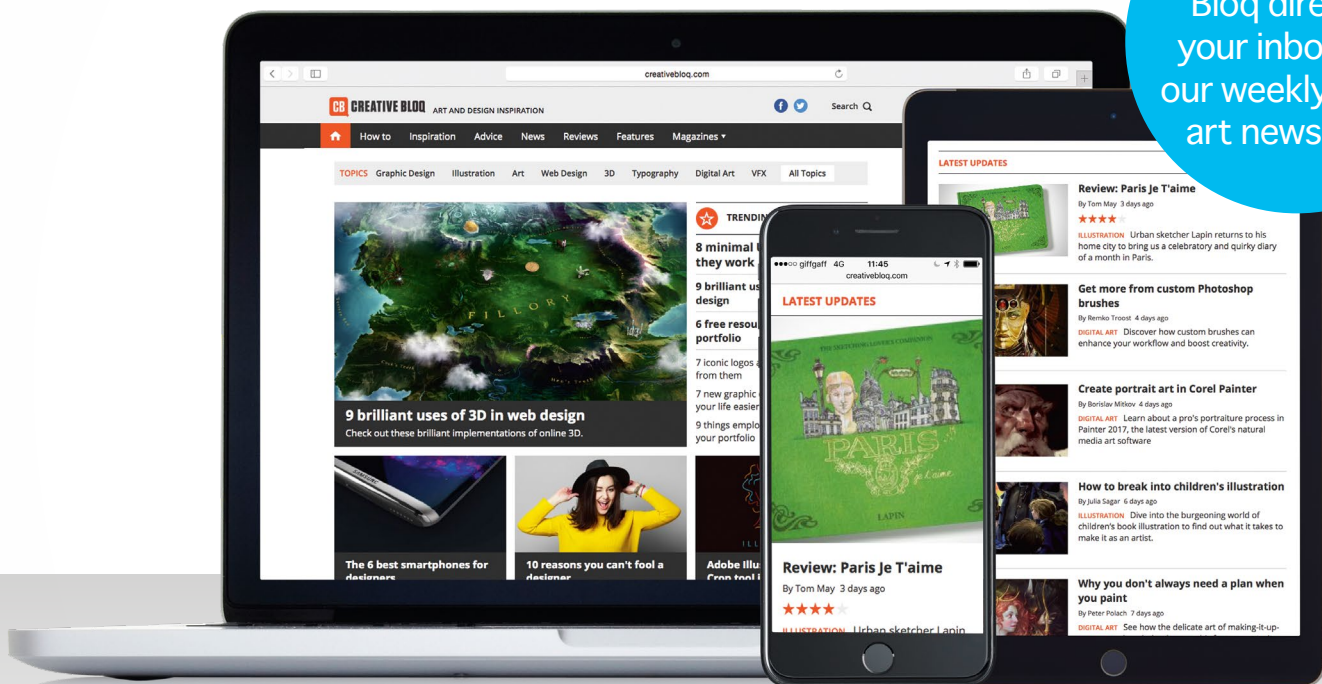 Bloq dire
your inbo
our weekly
art news
creativebloq.com
CB CREATIVE BLOQ ART AND DESIGN INSPIRATION
Search
How to Inspiration Advice News Reviews Features Magazines
TOPICS Graphic Design Illustration Art Web Design 3D Typography Digital Art VFX All Topics
FILLORY
9 brilliant uses of 3D in web design
Check out these brilliant implementations of online 3D.
TRENDIN
8 minimal
they work
9 brilliant us
design
6 free resou
portfolio
7 iconic logos
from them
7 new graphic
your life easier
9 things emplo
your portfolio
SAMSUNG
The 6 best smartphones for
designers
10 reasons you can't fool a
designer
ILL
Adobe Illu
Crop tool i
giffgaff 4G 11:45
creativebloq.com
LATEST UPDATES
THE SKETCHBOOK LOVER'S COMPANION
PARIS
je t'aime
LAPIN
Review: Paris Je T'aime
By Tom May 3 days ago
ILLUSTRATION Urban sketcher Lapin
LATEST UPDATES
Review: Paris Je T'aime
By Tom May 3 days ago
ILLUSTRATION Urban sketcher Lapin returns to his
home city to bring us a celebratory and quirky diary
of a month in Paris.
Get more from custom Photoshop
brushes
By Remko Troost 4 days ago
DIGITAL ART Discover how custom brushes can
enhance your workflow and boost creativity.
Create portrait art in Corel Painter
By Borislav Mitkov 4 days ago
DIGITAL ART Learn about a pro's portraiture process in
Painter 2017, the latest version of Corel's natural
media art software
How to break into children's illustration
By Julia Sagar 6 days ago
ILLUSTRATION Dive into the burgeoning world of
children's book illustration to find out what it takes to
make it as an artist.
Why you don't always need a plan when
you paint
By Peter Polach 7 days ago
DIGITAL ART See how the delicate art of making-it-up-